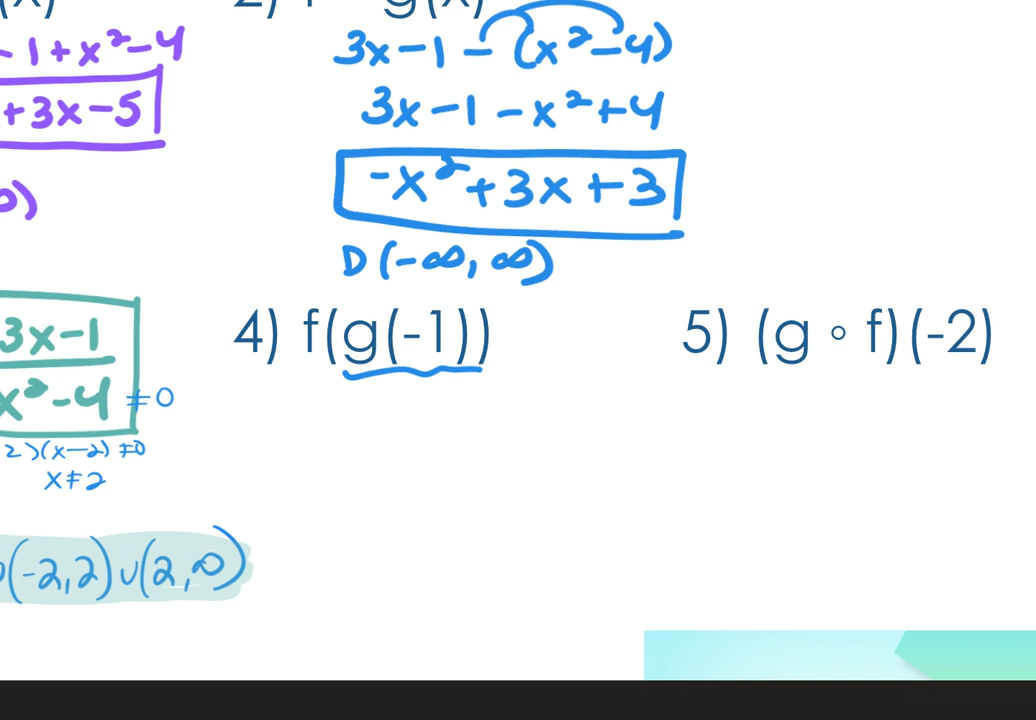 - 1 + x² - 4
+ 3x - 5
3x - 1 - (x² - 4)
3x - 1 - x² + 4
-x² + 3x + 3
D (-∞, ∞)
3x - 1
x² - 4 ≠ 0
2)(x - 2) ≠ 0
x ≠ 2
(-2, 2) ∪ (2, ∞)
4) f(g(-1))
5) (g ∘ f)(-2)